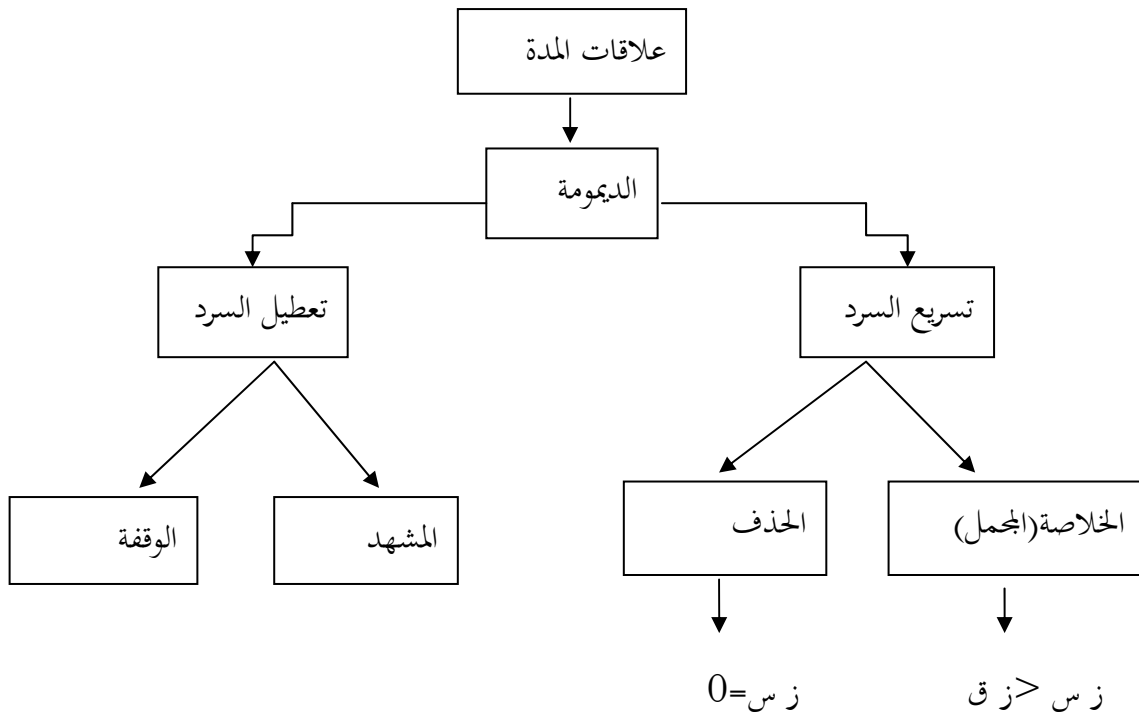 علاقات المدة
الديمومة
تسريع السرد
تعطيل السرد
الخلاصة(المجمل)
الحذف
المشهد
الوقفة
ز س <ز ق
ز س=0